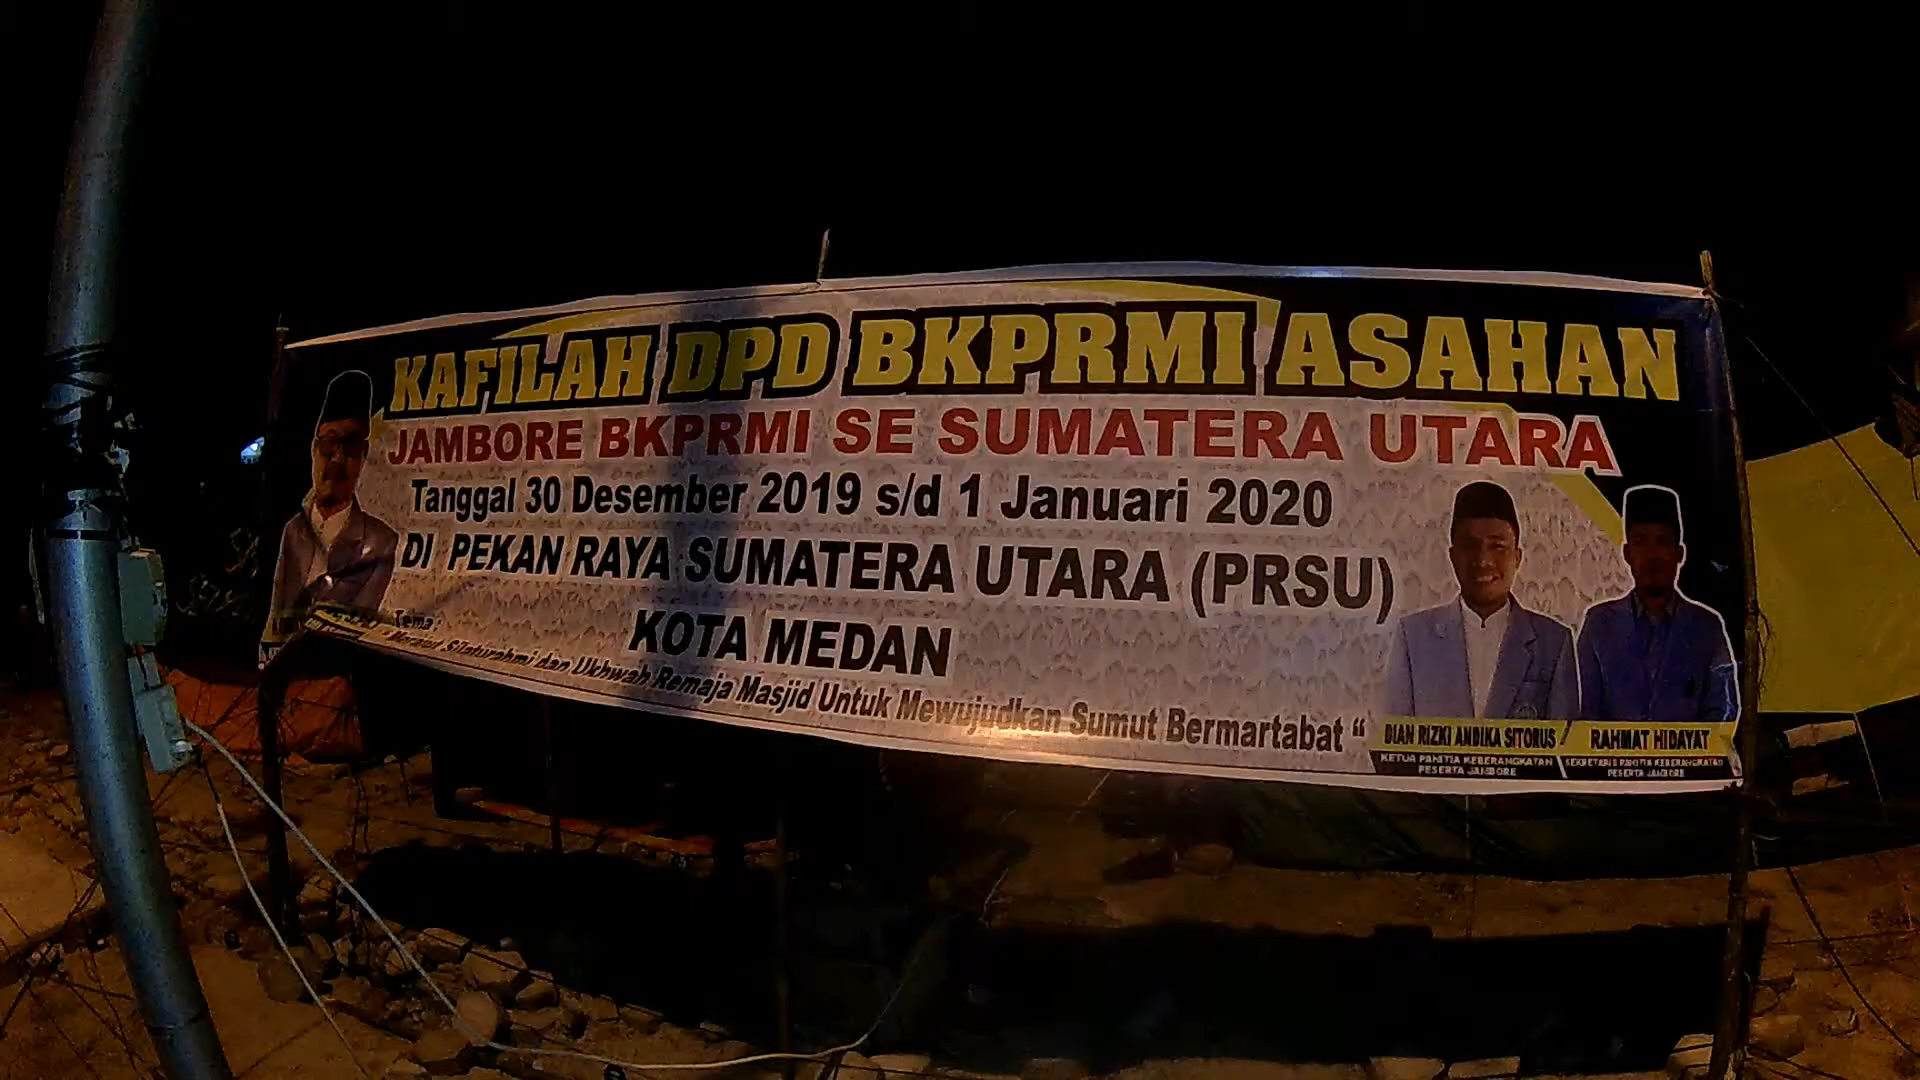 KAFILAH DPD BKPRMI ASAHAN
JAMBORE BKPRMI SE SUMATERA UTARA
Tanggal 30 Desember 2019 s/d 1 Januari 2020
DI PEKAN RAYA SUMATERA UTARA (PRSU)
KOTA MEDAN
Tema :
" Merajut Silaturahmi dan Ukhwah Remaja Masjid Untuk Mewujudkan Sumut Bermartabat "
DIAN RIZKI ANDIKA SITORUS
KETUA PANITIA KEBERANGKATAN
PESERTA JAMBORE
RAHMAT HIDAYAT
SEKRETARIS PANITIA KEBERANGKATAN
PESERTA JAMBORE